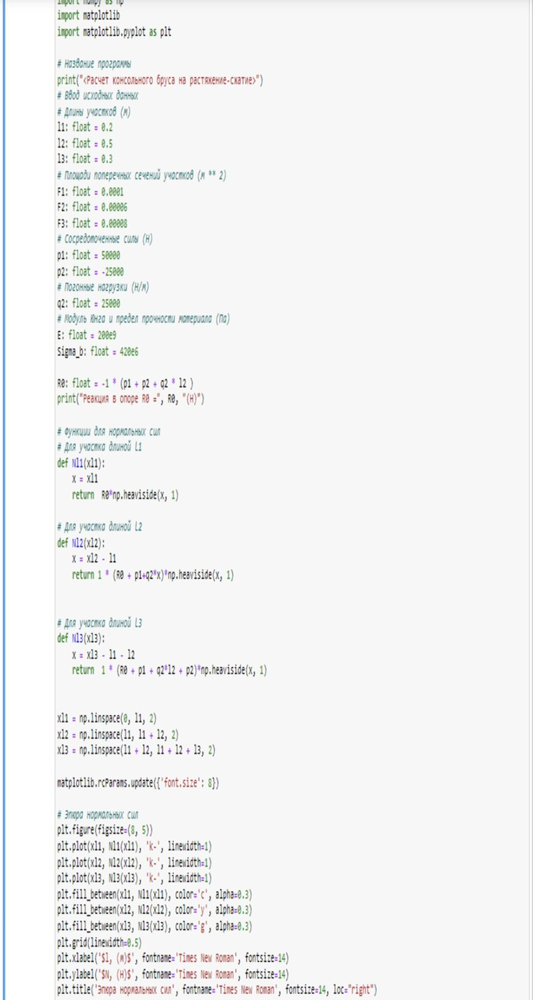 import numpy as np
import matplotlib
import matplotlib.pyplot as plt
# Название программы
print("<Расчет консольного бруса на растяжение-сжатие>")
# Ввод исходных данных
# Длины участков (м)
l1: float = 0.2
l2: float = 0.5
l3: float = 0.3
# Площади поперечных сечений участков (м ** 2)
F1: float = 0.0001
F2: float = 0.00006
F3: float = 0.00008
# Сосредоточенные силы (Н)
p1: float = 50000
p2: float = -25000
# Погонные нагрузки (Н/м)
q2: float = 25000
# Модуль Юнга и предел прочности материала (Па)
E: float = 200e9
Sigma_b: float = 420e6
R0: float = -1 * (p1 + p2 + q2 * l2 )
print("Реакция в опоре R0 =", R0, "(Н)")
# Функции для нормальных сил
# Для участка длиной L1
def Nl1(xl1):
    x = xl1
    return  R0*np.heaviside(x, 1)
# Для участка длиной L2
def Nl2(xl2):
    x = xl2 - l1
    return 1 * (R0 + p1+q2*x)*np.heaviside(x, 1)
# Для участка длиной L3
def Nl3(xl3):
    x = xl3 - l1 - l2
    return  1 * (R0 + p1 + q2*l2 + p2)*np.heaviside(x, 1)
xl1 = np.linspace(0, l1, 2)
xl2 = np.linspace(l1, l1 + l2, 2)
xl3 = np.linspace(l1 + l2, l1 + l2 + l3, 2)
matplotlib.rcParams.update({'font.size': 8})
# Эпюра нормальных сил
plt.figure(figsize=(8, 5))
plt.plot(xl1, Nl1(xl1), 'k-', linewidth=1)
plt.plot(xl2, Nl2(xl2), 'k-', linewidth=1)
plt.plot(xl3, Nl3(xl3), 'k-', linewidth=1)
plt.fill_between(xl1, Nl1(xl1), color='c', alpha=0.3)
plt.fill_between(xl2, Nl2(xl2), color='y', alpha=0.3)
plt.fill_between(xl3, Nl3(xl3), color='g', alpha=0.3)
plt.grid(linewidth=0.5)
plt.xlabel('$l, (м)$', fontname='Times New Roman', fontsize=14)
plt.ylabel('$N, (Н)$', fontname='Times New Roman', fontsize=14)
plt.title('Эпюра нормальных сил', fontname='Times New Roman', fontsize=14, loc="right")